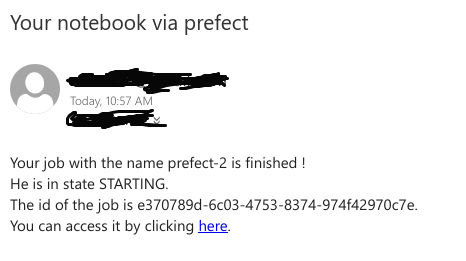 Your notebook via prefect
Today, 10:57 AM
Your job with the name prefect-2 is finished !
He is in state STARTING.
The id of the job is e370789d-6c03-4753-8374-974f42970c7e.
You can access it by clicking here.